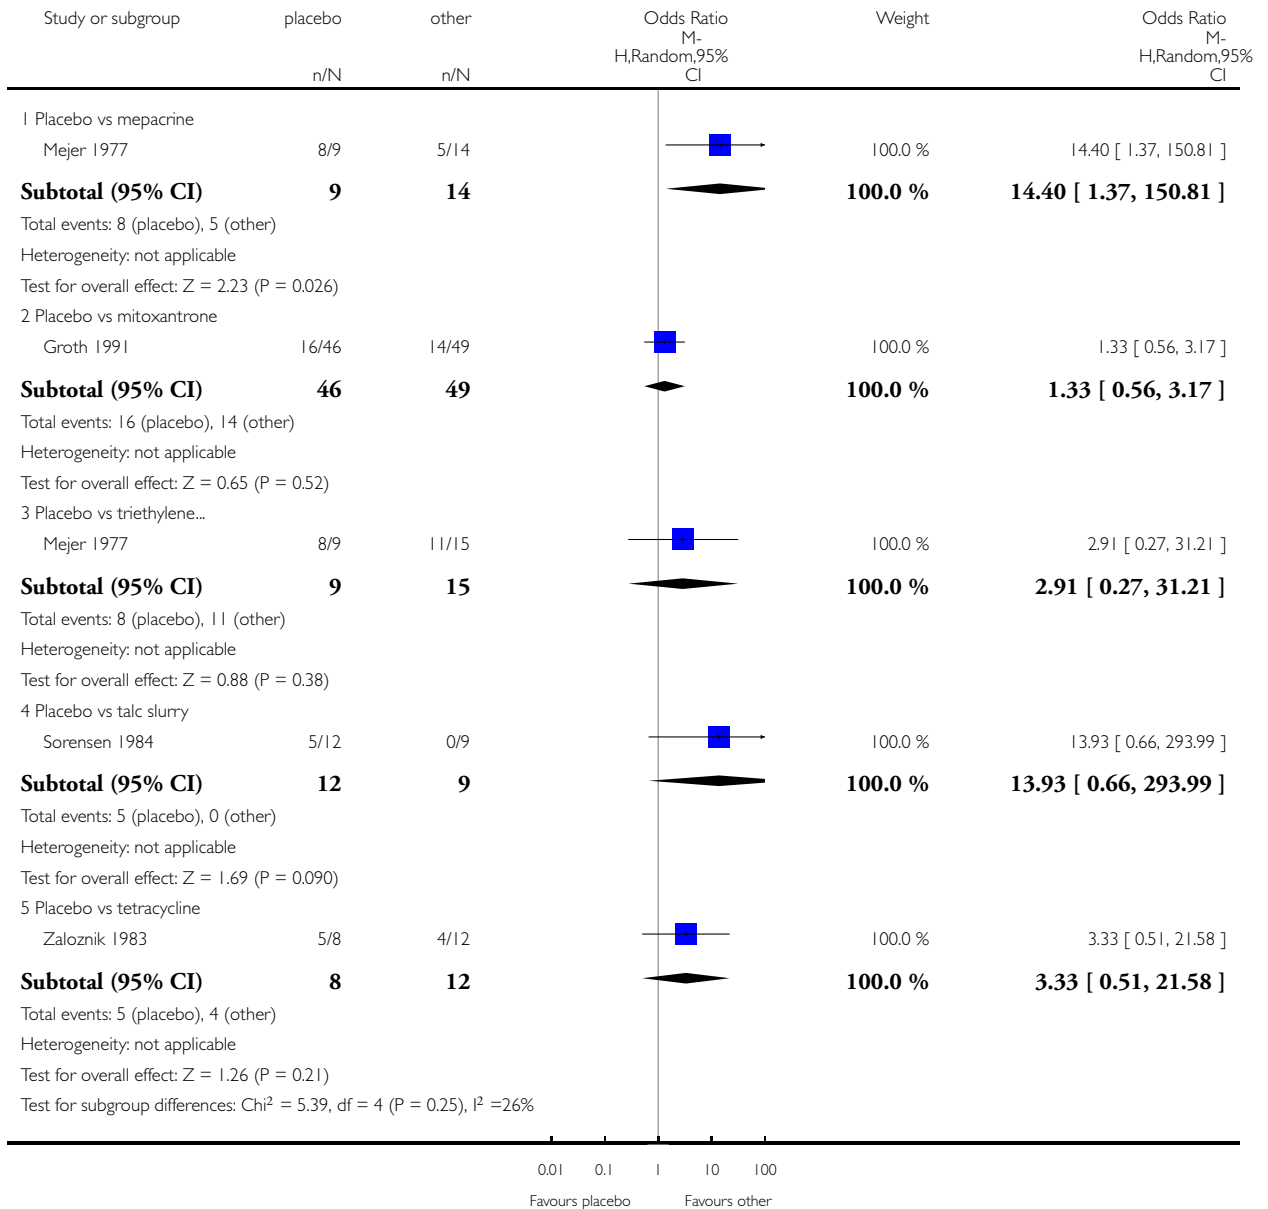 Study or subgroup placebo other Odds Ratio Weight Odds Ratio
M- M-
H,Random,95% H,Random,95%
n/N n/N CI CI
1 Placebo vs mepacrine
Mejer 1977 8/9 5/14 100.0 % 14.40 [ 1.37, 150.81 ]
Subtotal (95% CI) 9 14 100.0 % 14.40 [ 1.37, 150.81 ]
Total events: 8 (placebo), 5 (other)
Heterogeneity: not applicable
Test for overall effect: Z = 2.23 (P = 0.026)
2 Placebo vs mitoxantrone
Groth 1991 16/46 14/49 100.0 % 1.33 [ 0.56, 3.17 ]
Subtotal (95% CI) 46 49 100.0 % 1.33 [ 0.56, 3.17 ]
Total events: 16 (placebo), 14 (other)
Heterogeneity: not applicable
Test for overall effect: Z = 0.65 (P = 0.52)
3 Placebo vs triethylene...
Mejer 1977 8/9 11/15 100.0 % 2.91 [ 0.27, 31.21 ]
Subtotal (95% CI) 9 15 100.0 % 2.91 [ 0.27, 31.21 ]
Total events: 8 (placebo), 11 (other)
Heterogeneity: not applicable
Test for overall effect: Z = 0.88 (P = 0.38)
4 Placebo vs talc slurry
Sorensen 1984 5/12 0/9 100.0 % 13.93 [ 0.66, 293.99 ]
Subtotal (95% CI) 12 9 100.0 % 13.93 [ 0.66, 293.99 ]
Total events: 5 (placebo), 0 (other)
Heterogeneity: not applicable
Test for overall effect: Z = 1.69 (P = 0.090)
5 Placebo vs tetracycline
Zaloznik 1983 5/8 4/12 100.0 % 3.33 [ 0.51, 21.58 ]
Subtotal (95% CI) 8 12 100.0 % 3.33 [ 0.51, 21.58 ]
Total events: 5 (placebo), 4 (other)
Heterogeneity: not applicable
Test for overall effect: Z = 1.26 (P = 0.21)
Test for subgroup differences: Chi² = 5.39, df = 4 (P = 0.25), I² =26%
0.01 0.1 1 10 100
Favours placebo Favours other